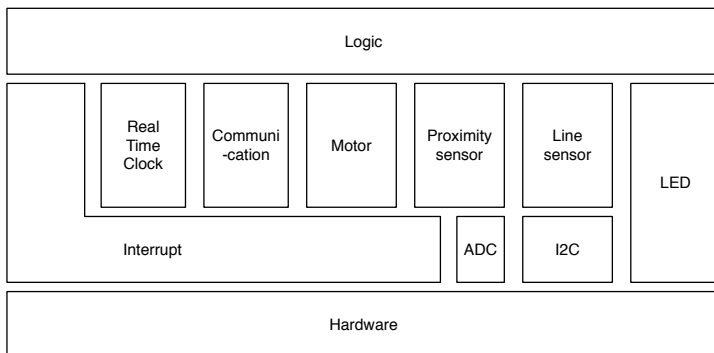 Logic
Real
Time
Clock
Communi
-cation
Motor
Proximity
sensor
Line
sensor
LED
Interrupt
ADC
I2C
Hardware